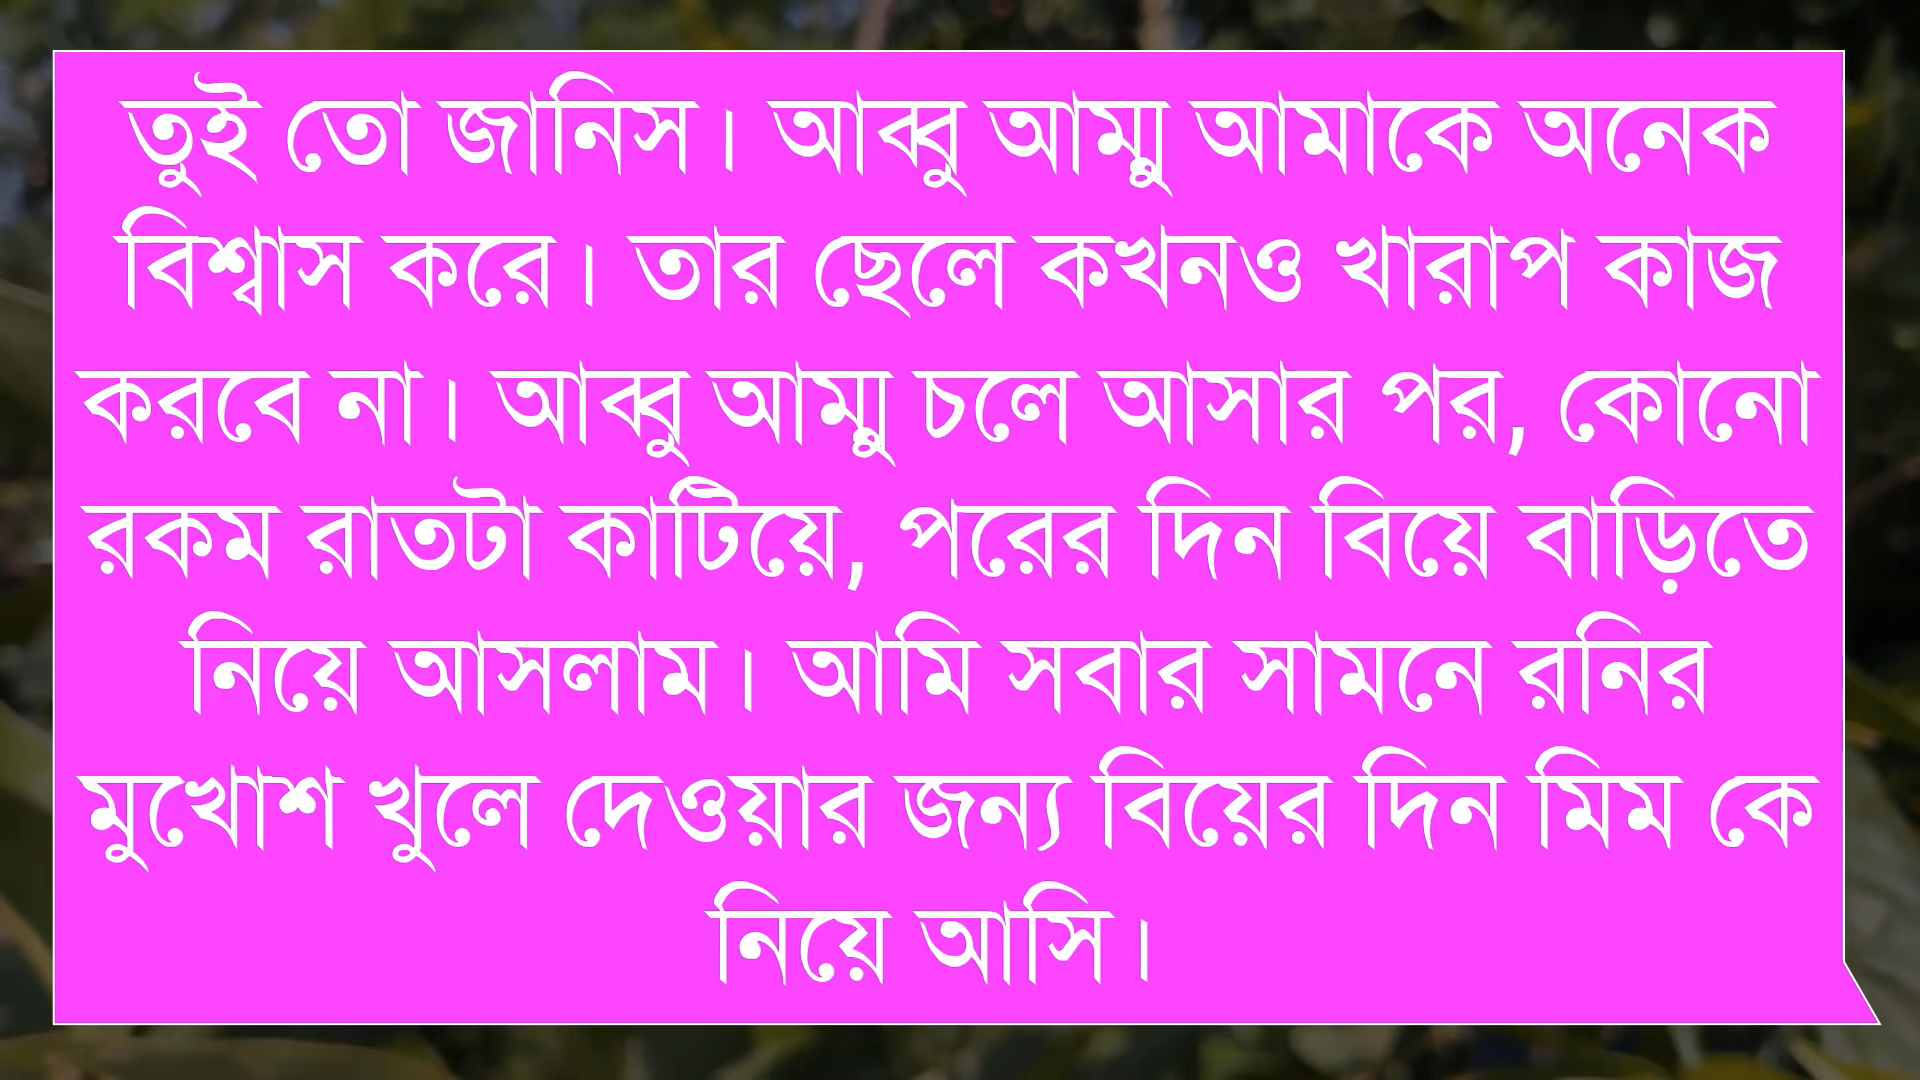 তুই তো জানিস। আব্বু আম্মু আমাকে অনেক
বিশ্বাস করে। তার ছেলে কখনও খারাপ কাজ
করবে না। আব্বু আম্মু চলে আসার পর, কোনো
রকম রাতটা কাটিয়ে, পরের দিন বিয়ে বাড়িতে
নিয়ে আসলাম। আমি সবার সামনে রনির
মুখোশ খুলে দেওয়ার জন্য বিয়ের দিন মিম কে
নিয়ে আসি।